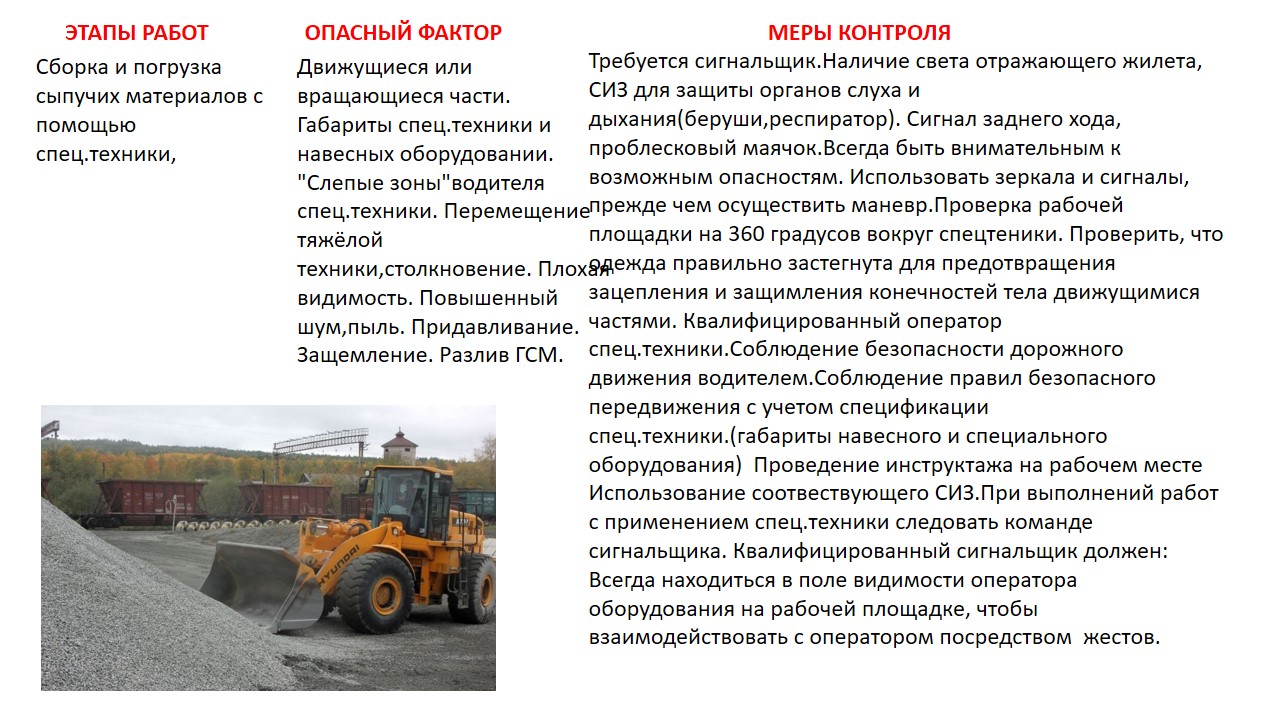 ЭТАПЫ РАБОТ
Сборка и погрузка
сыпучих материалов с
помощью
спец.техники,
ОПАСНЫЙ ФАКТОР
Движущиеся или
вращающиеся части.
Габариты спец.техники и
навесных оборудовании.
"Слепые зоны"водителя
спец.техники. Перемещение
тяжёлой
техники,столкновение. Плохая
видимость. Повышенный
шум,пыль. Придавливание.
Защемление. Разлив ГСМ.
МЕРЫ КОНТРОЛЯ
Требуется сигнальщик.Наличие света отражающего жилета,
СИЗ для защиты органов слуха и
дыхания(беруши,респиратор). Сигнал заднего хода,
проблесковый маячок.Всегда быть внимательным к
возможным опасностям. Использовать зеркала и сигналы,
прежде чем осуществить маневр.Проверка рабочей
площадки на 360 градусов вокруг спецтеники. Проверить, что
одежда правильно застегнута для предотвращения
зацепления и защимления конечностей тела движущимися
частями. Квалифицированный оператор
спец.техники.Соблюдение безопасности дорожного
движения водителем.Соблюдение правил безопасного
передвижения с учетом спецификации
спец.техники.(габариты навесного и специального
оборудования)  Проведение инструктажа на рабочем месте
Использование соотвествующего СИЗ.При выполнений работ
с применением спец.техники следовать команде
сигнальщика. Квалифицированный сигнальщик должен:
Всегда находиться в поле видимости оператора
оборудования на рабочей площадке, чтобы
взаимодействовать с оператором посредством  жестов.
HYUNDAI